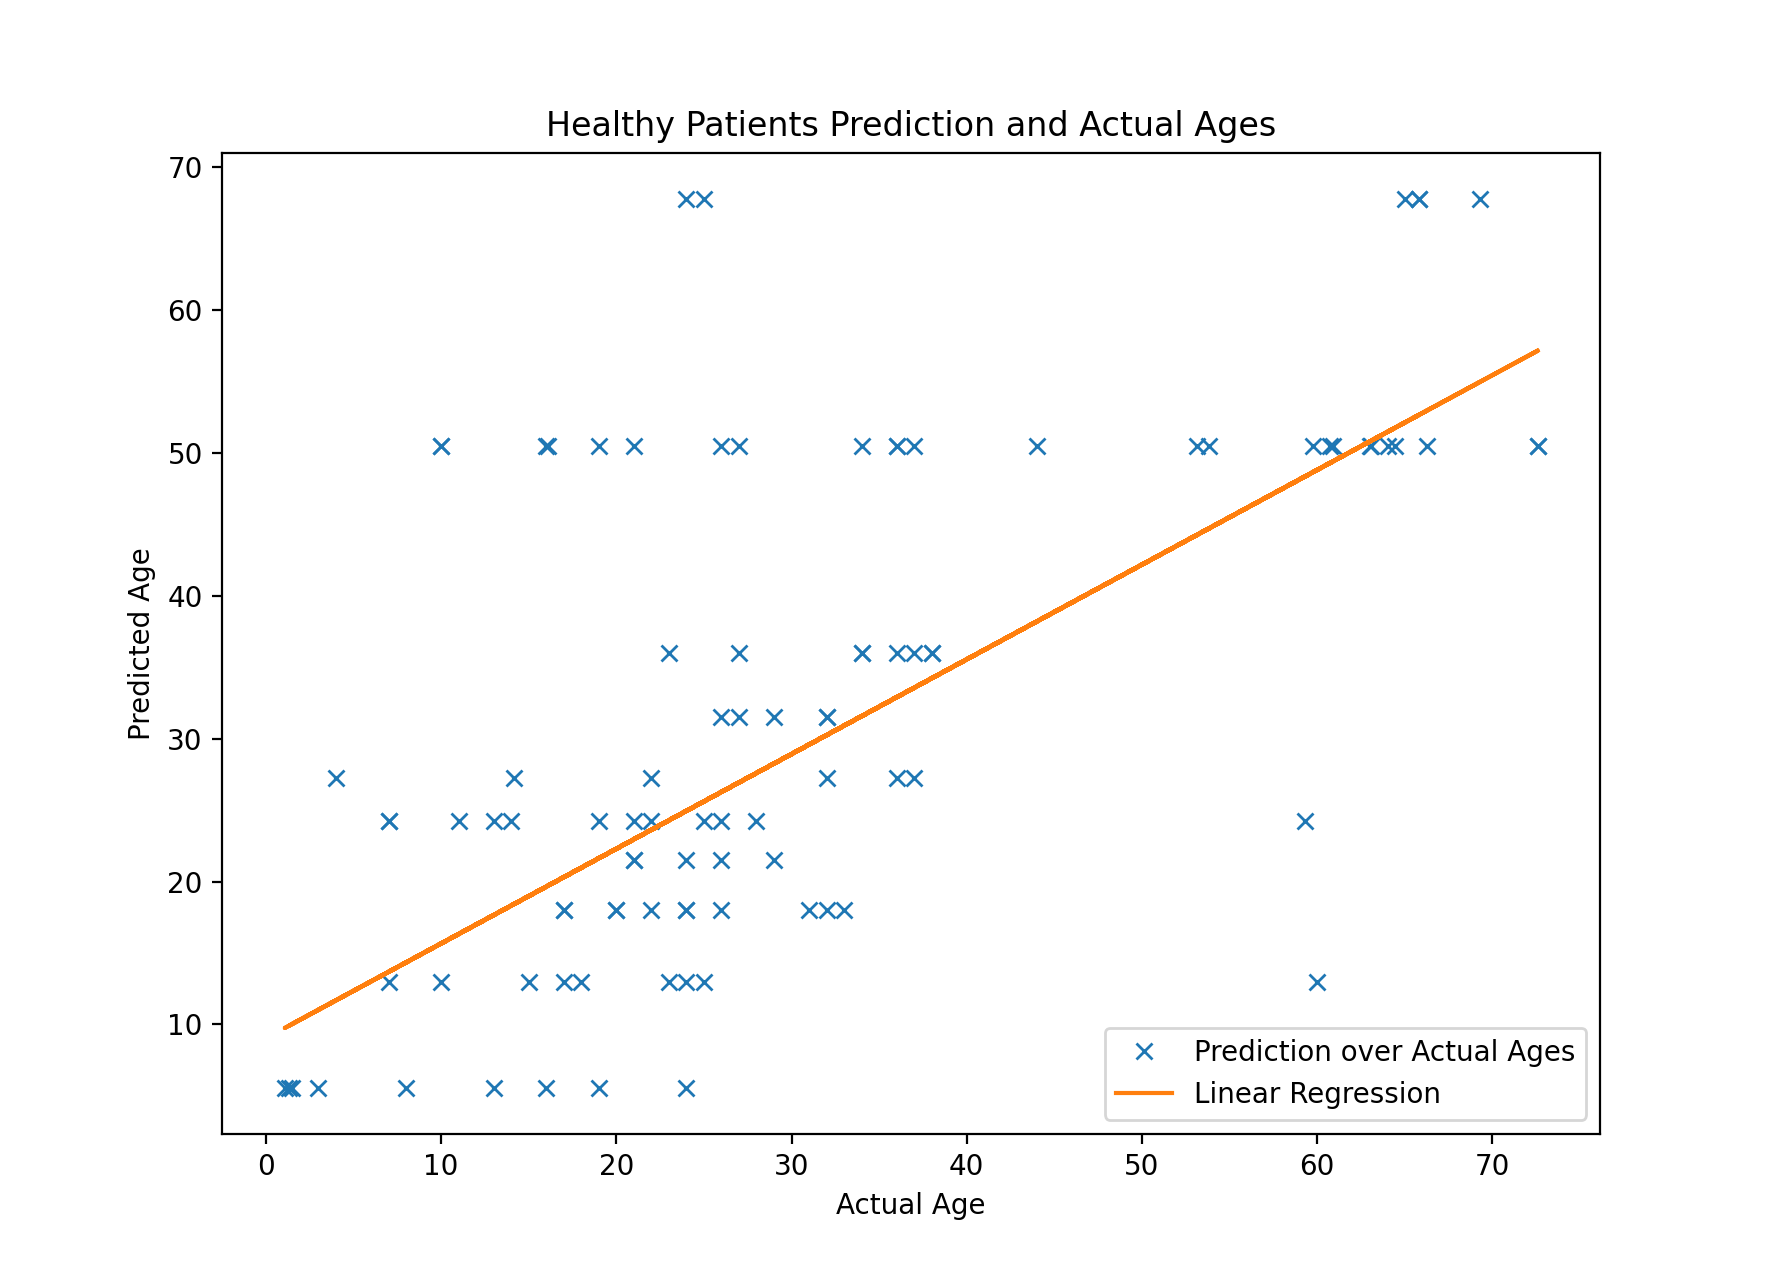 Healthy Patients Prediction and Actual Ages
70
60
50
40
30
20
10
Predicted Age
0 10 20 30 40 50 60 70
Actual Age
Prediction over Actual Ages
Linear Regression